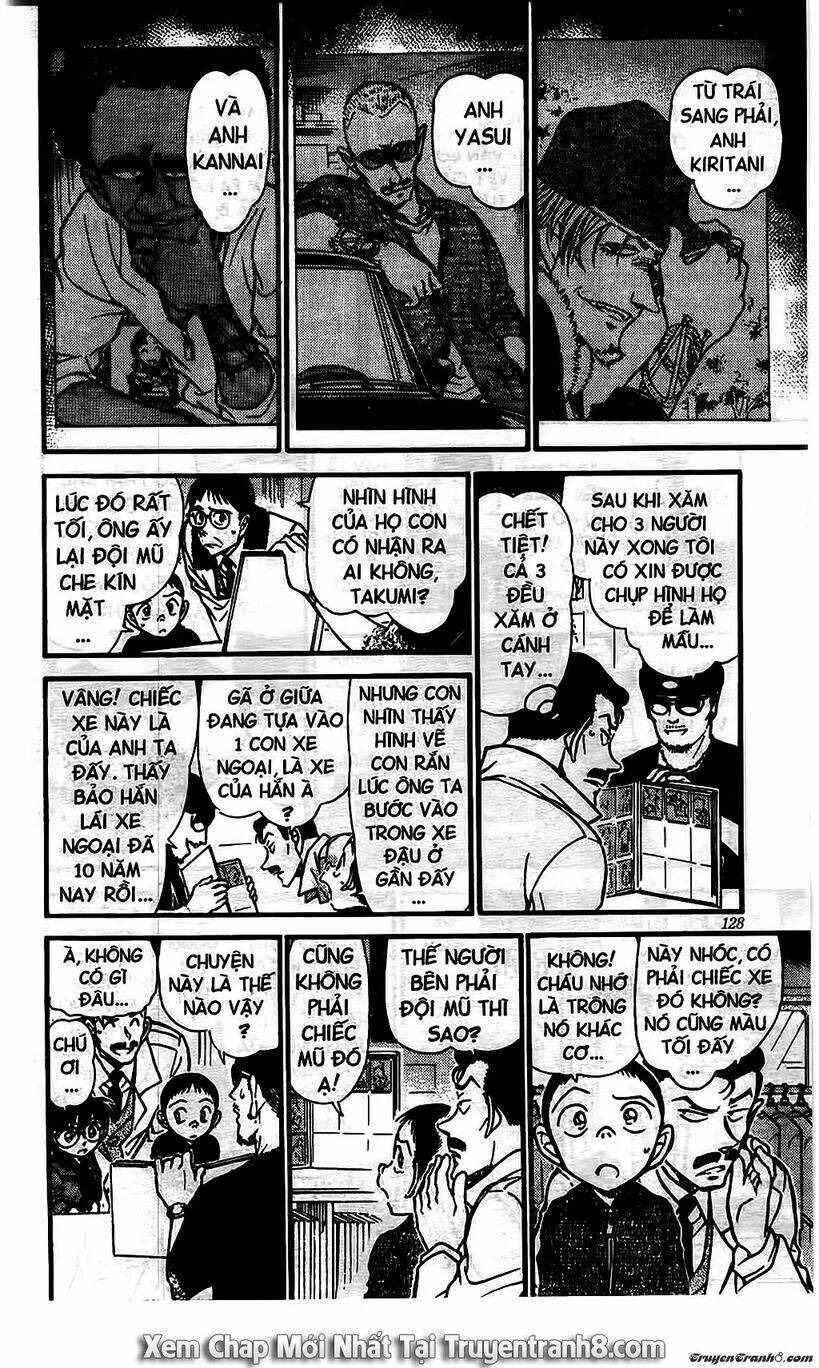 TỪ TRÁI
SANG PHẢI,
ANH
KIRITANI
...
ANH
YASUI
...
VÀ
ANH
KANNAI
...
SAU KHI XĂM
CHO 3 NGƯỜI
NÀY XONG TÔI
CÓ XIN ĐƯỢC
CHỤP HÌNH HỌ
ĐỂ LÀM
MẪU...
CHẾT
TIỆT!
CẢ 3
ĐỀU
XĂM Ở
CÁNH
TAY...
NHÌN HÌNH
CỦA HỌ CON
CÓ NHẬN RA
AI KHÔNG,
TAKUMI?
LÚC ĐÓ RẤT
TỐI, ÔNG ẤY
LẠI ĐỘI MŨ
CHE KÍN
MẶT
...
NHƯNG CON
NHÌN THẤY
HÌNH VẼ
CON RẮN
LÚC ÔNG TA
BƯỚC VÀO
TRONG XE
ĐẬU Ở
GẦN ĐẤY
...
GÃ Ở GIỮA
ĐANG TỰA VÀO
1 CON XE
NGOẠI, LÀ XE
CỦA HẮN À
?
VÂNG! CHIẾC
XE NÀY LÀ
CỦA ANH TA
ĐẤY. THẤY
BẢO HẮN
LÁI XE
NGOẠI ĐÃ
10 NĂM
NAY RỒI...
128
NÀY NHÓC, CÓ
PHẢI CHIẾC XE
ĐÓ KHÔNG?
NÓ CŨNG MÀU
TỐI ĐẤY
...
KHÔNG!
CHÁU NHỚ
LÀ TRÔNG
NÓ KHÁC
CƠ...
THẾ NGƯỜI
BÊN PHẢI
ĐỘI MŨ THÌ
SAO?
CŨNG
KHÔNG
PHẢI
CHIẾC
MŨ ĐÓ
Ạ!
CHUYỆN
NÀY LÀ THẾ
NÀO VẬY
?
À, KHÔNG
CÓ GÌ
ĐÂU...
CHÚ
ƠI
...
Xem Chap Mới Nhất Tại Truyentranh8.com
TruyenTranh8.com